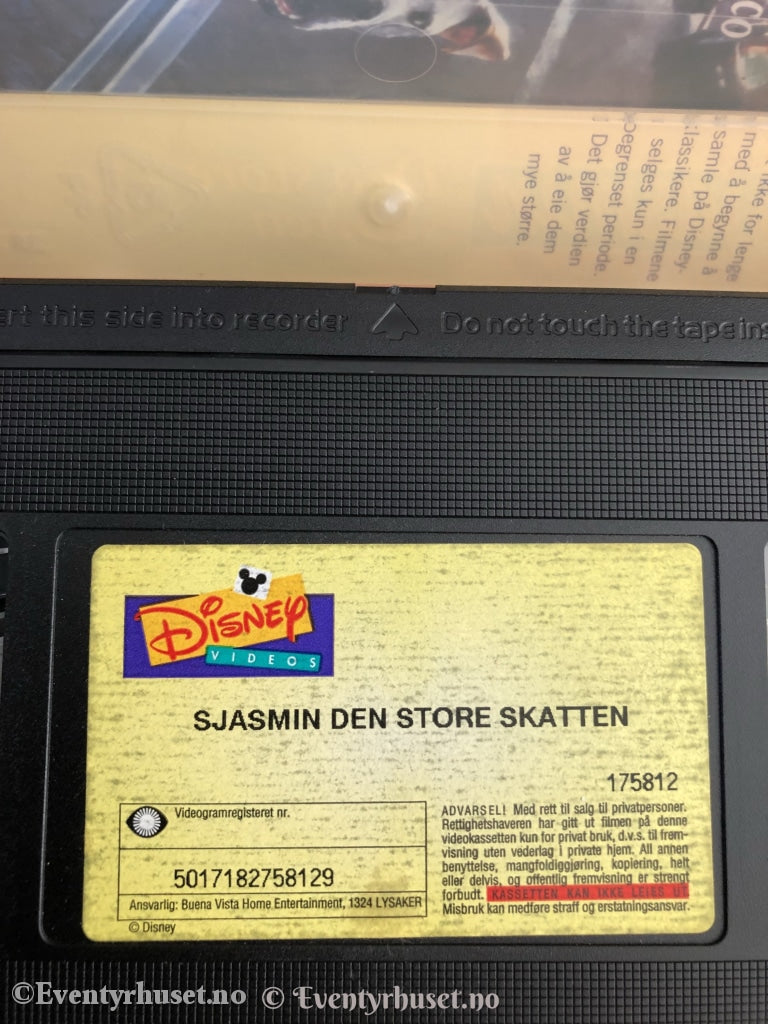 CO
ikke for lenge
med å begynne å
samle på Disney-
klassikere. Filmene
selges kun i en
begrenset periode.
Det gjør verdien
av å eie dem
mye større.
this side into recorder
Do not touch the tape
DISNEY
VIDEOS
SJASMIN DEN STORE SKATTEN
175812
Videogramregisteret nr.
5017182758129
Ansvarlig: Buena Vista Home Entertainment, 1324 LYSAKER
© Disney
ADVARSEL! Med rett til salg til privatpersoner.
Rettighetshaveren har gitt ut filmen på denne
videokassetten kun for privat bruk, d.v.s. til frem-
visning uten vederlag i private hjem. All annen
benyttelse, mangfoldiggjøring, kopiering, helt
eller delvis, og offentlig fremvisning er strengt
forbudt. KASSETTEN KAN IKKE LEIES UT.
Misbruk kan medføre straff og erstatningsansvar.
©Eventyrhuset.no © Eventyrhuset.no